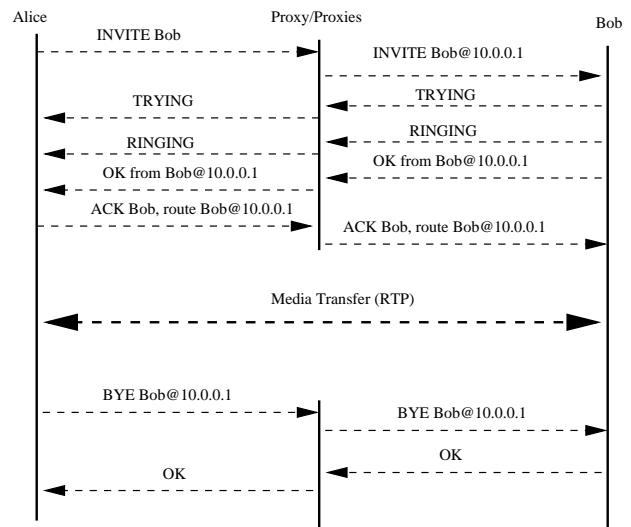 Alice
Proxy/Proxies
Bob
INVITE Bob
INVITE Bob@10.0.0.1
TRYING
TRYING
RINGING
RINGING
OK from Bob@10.0.0.1
OK from Bob@10.0.0.1
ACK Bob, route Bob@10.0.0.1
ACK Bob, route Bob@10.0.0.1
Media Transfer (RTP)
BYE Bob@10.0.0.1
BYE Bob@10.0.0.1
OK
OK